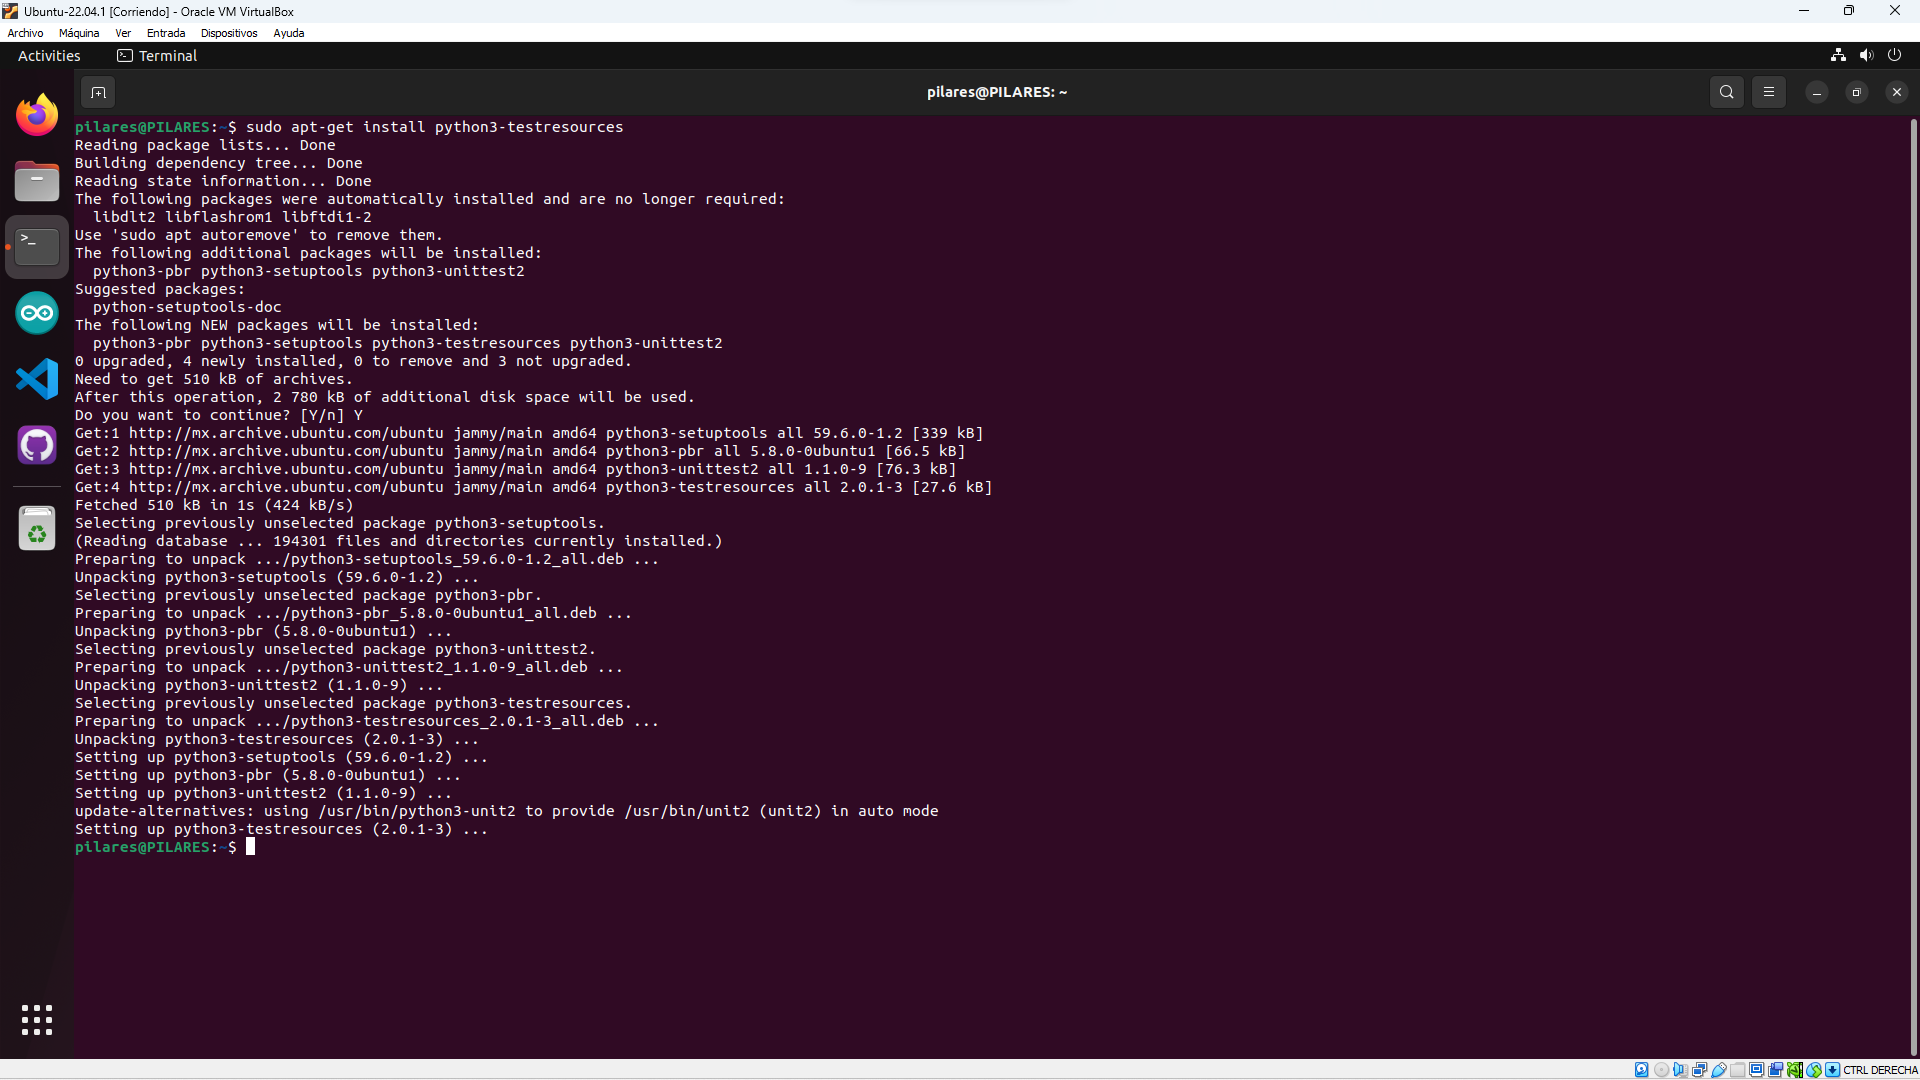 Ubuntu-22.04.1 [Corriendo] - Oracle VM VirtualBox
Archivo Máquina Ver Entrada Dispositivos Ayuda
Activities Terminal
pilares@PILARES: ~
pilares@PILARES:~$ sudo apt-get install python3-testresources
Reading package lists... Done
Building dependency tree... Done
Reading state information... Done
The following packages were automatically installed and are no longer required:
  libdlt2 libflashrom1 libftdi1-2
Use 'sudo apt autoremove' to remove them.
The following additional packages will be installed:
  python3-pbr python3-setuptools python3-unittest2
Suggested packages:
  python-setuptools-doc
The following NEW packages will be installed:
  python3-pbr python3-setuptools python3-testresources python3-unittest2
0 upgraded, 4 newly installed, 0 to remove and 3 not upgraded.
Need to get 510 kB of archives.
After this operation, 2 780 kB of additional disk space will be used.
Do you want to continue? [Y/n] Y
Get:1 http://mx.archive.ubuntu.com/ubuntu jammy/main amd64 python3-setuptools all 59.6.0-1.2 [339 kB]
Get:2 http://mx.archive.ubuntu.com/ubuntu jammy/main amd64 python3-pbr all 5.8.0-0ubuntu1 [66.5 kB]
Get:3 http://mx.archive.ubuntu.com/ubuntu jammy/main amd64 python3-unittest2 all 1.1.0-9 [76.3 kB]
Get:4 http://mx.archive.ubuntu.com/ubuntu jammy/main amd64 python3-testresources all 2.0.1-3 [27.6 kB]
Fetched 510 kB in 1s (424 kB/s)
Selecting previously unselected package python3-setuptools.
(Reading database ... 194301 files and directories currently installed.)
Preparing to unpack .../python3-setuptools_59.6.0-1.2_all.deb ...
Unpacking python3-setuptools (59.6.0-1.2) ...
Selecting previously unselected package python3-pbr.
Preparing to unpack .../python3-pbr_5.8.0-0ubuntu1_all.deb ...
Unpacking python3-pbr (5.8.0-0ubuntu1) ...
Selecting previously unselected package python3-unittest2.
Preparing to unpack .../python3-unittest2_1.1.0-9_all.deb ...
Unpacking python3-unittest2 (1.1.0-9) ...
Selecting previously unselected package python3-testresources.
Preparing to unpack .../python3-testresources_2.0.1-3_all.deb ...
Unpacking python3-testresources (2.0.1-3) ...
Setting up python3-setuptools (59.6.0-1.2) ...
Setting up python3-pbr (5.8.0-0ubuntu1) ...
Setting up python3-unittest2 (1.1.0-9) ...
update-alternatives: using /usr/bin/python3-unit2 to provide /usr/bin/unit2 (unit2) in auto mode
Setting up python3-testresources (2.0.1-3) ...
pilares@PILARES:~$
CTRL DERECHA